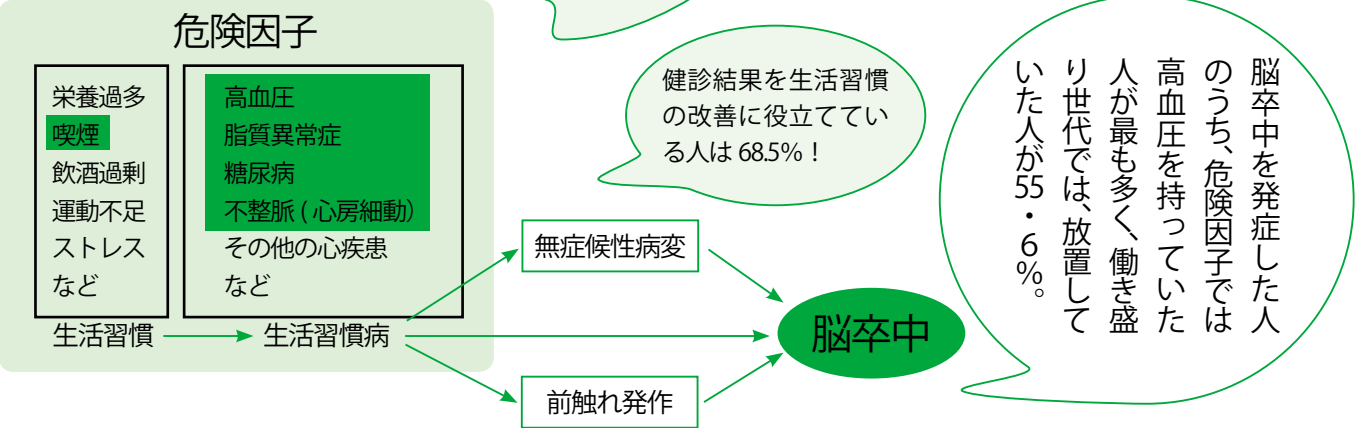 危険因子
栄養過多
喫煙
飲酒過剰
運動不足
ストレス
など
生活習慣
高血圧
脂質異常症
糖尿病
不整脈 ( 心房細動)
その他の心疾患
など
生活習慣病
健診結果を生活習慣
の改善に役立ててい
る人は 68.5%！
無症候性病変
前触れ発作
脳卒中
脳卒中を発症した人
のうち、危険因子では
高血圧を持っていた
人が最も多く、働き盛
り世代では、放置して
いた人が55・6%。